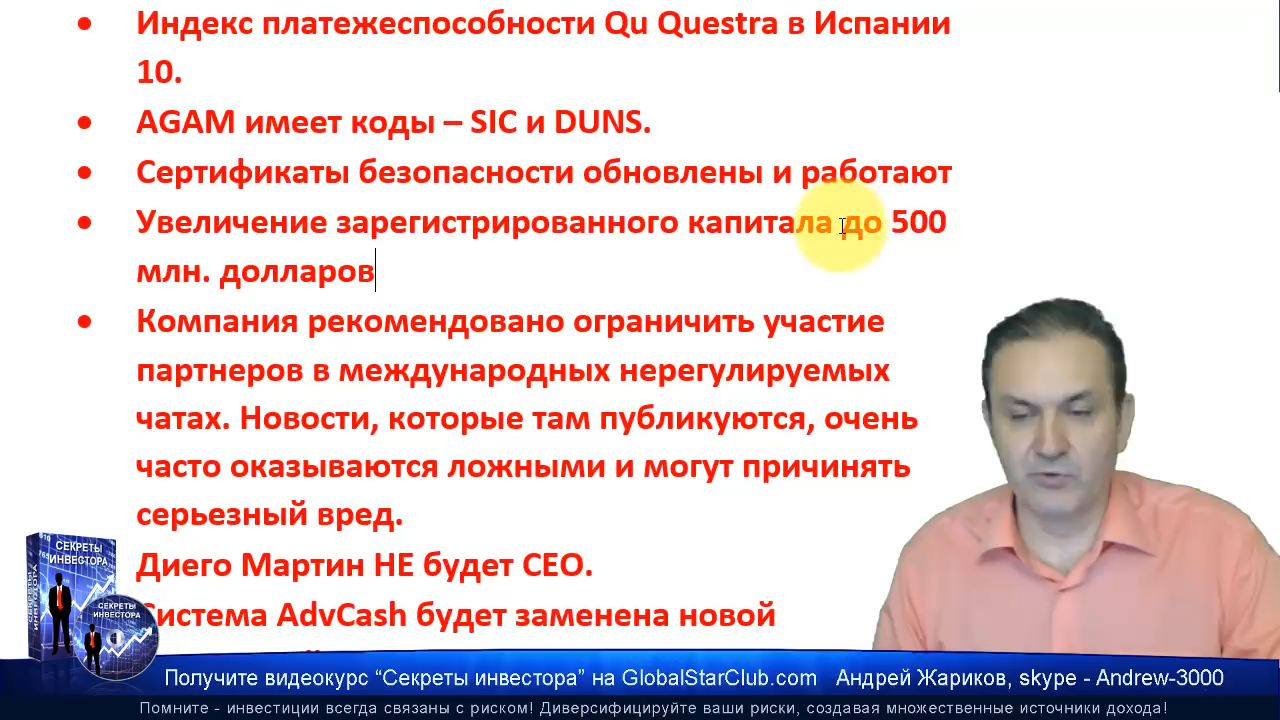 Индекс платежеспособности Qu Questra в Испании
10.
AGAM имеет коды – SIC и DUNS.
Сертификаты безопасности обновлены и работают
Увеличение зарегистрированного капитала до 500
млн. долларов
Компания рекомендовано ограничить участие
партнеров в международных нерегулируемых
чатах. Новости, которые там публикуются, очень
часто оказываются ложными и могут причинять
серьезный вред.
Диего Мартин НЕ будет СЕО.
Система AdvCash будет заменена новой
СЕКРЕТЫ
ИНВЕСТОРА
СЕКРЕТЫ
ИНВЕСТОРА
СЕКРЕТЫ
ИНВЕСТОРА
Получите видеокурс “Секреты инвестора” на GlobalStarClub.com Андрей Жариков, skype - Andrew-3000
Помните - инвестиции всегда связаны с риском! Диверсифицируйте ваши риски, создавая множественные источники дохода!